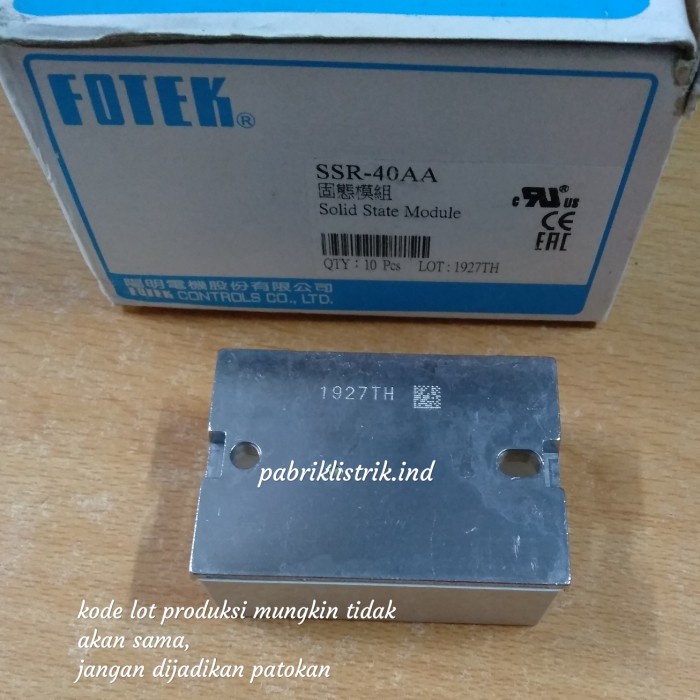 FOTEK®
SSR-40AA
固態模組
Solid State Module
c RU® us
CE
EAC
QTY : 10 Pcs LOT : 1927TH
陽明電機股份有限公司
FOTEK CONTROLS CO., LTD.
1927TH
pabriklistrik.ind
kode lot produksi mungkin tidak
akan sama,
jangan dijadikan patokan